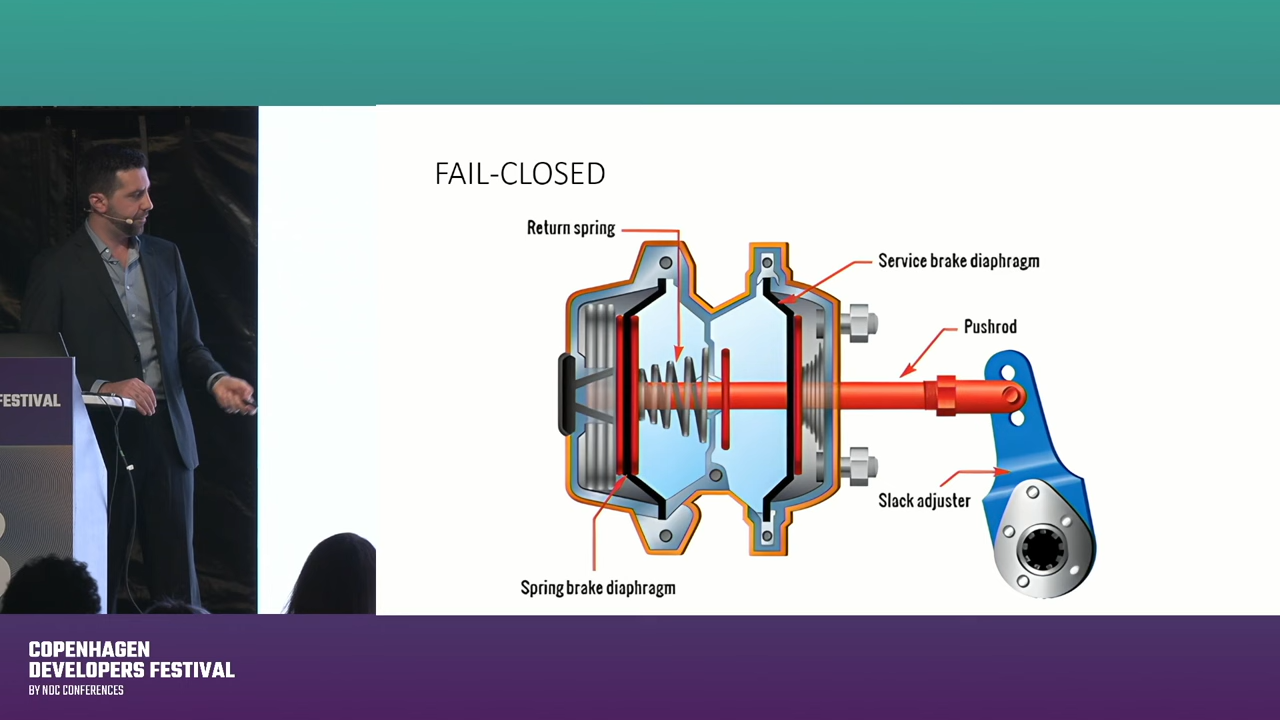 FAIL-CLOSED
Return spring
Service brake diaphragm
Pushrod
Slack adjuster
Spring brake diaphragm
FESTIVAL
COPENHAGEN
DEVELOPERS FESTIVAL
BY NDC CONFERENCES